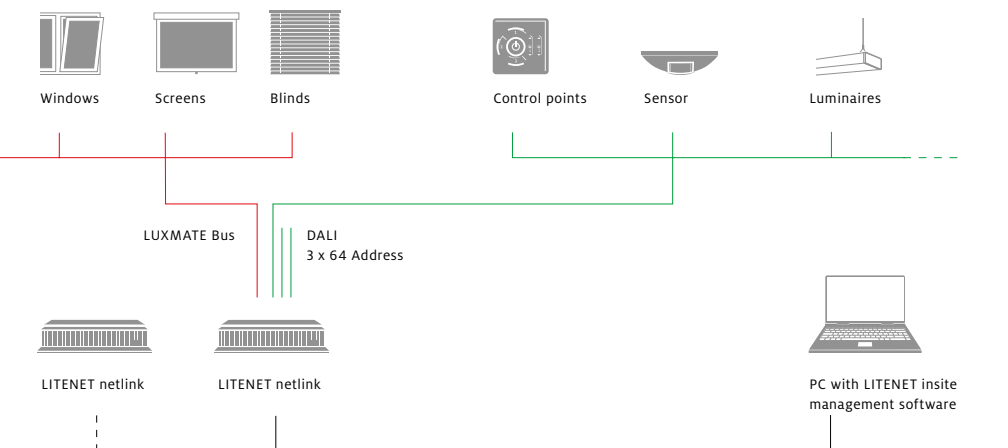 Windows
Screens
Blinds
Control points
Sensor
Luminaires
LUXMATE Bus
DALI
3 x 64 Address
LITENET netlink
LITENET netlink
PC with LITENET insite
management software